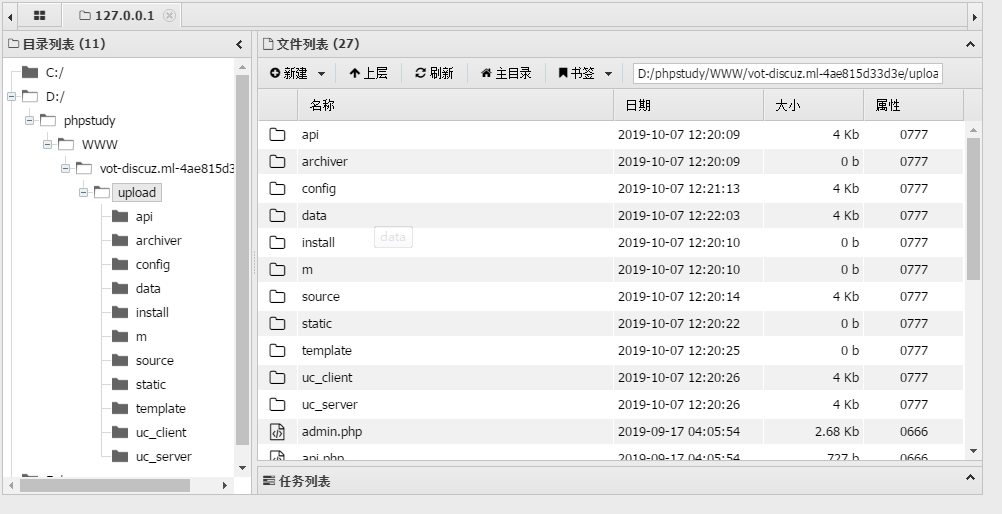 127.0.0.1
目录列表 (11)
C:/
D:/
phpstudy
WWW
vot-discuz.ml-4ae815d3
upload
api
archiver
config
data
install
m
source
static
template
uc_client
uc_server
文件列表 (27)
新建 上层 刷新 主目录 书签 D:/phpstudy/WWW/vot-discuz.ml-4ae815d33d3e/uploa
名称 日期 大小 属性
api 2019-10-07 12:20:09 4 Kb 0777
archiver 2019-10-07 12:20:09 0 b 0777
config 2019-10-07 12:21:13 4 Kb 0777
data 2019-10-07 12:22:03 4 Kb 0777
data
install 2019-10-07 12:20:10 0 b 0777
m 2019-10-07 12:20:10 0 b 0777
source 2019-10-07 12:20:14 4 Kb 0777
static 2019-10-07 12:20:22 0 b 0777
template 2019-10-07 12:20:25 0 b 0777
uc_client 2019-10-07 12:20:26 4 Kb 0777
uc_server 2019-10-07 12:20:26 4 Kb 0777
admin.php 2019-09-17 04:05:54 2.68 Kb 0666
api.php 2019-09-17 04:05:54 727 b 0666
任务列表